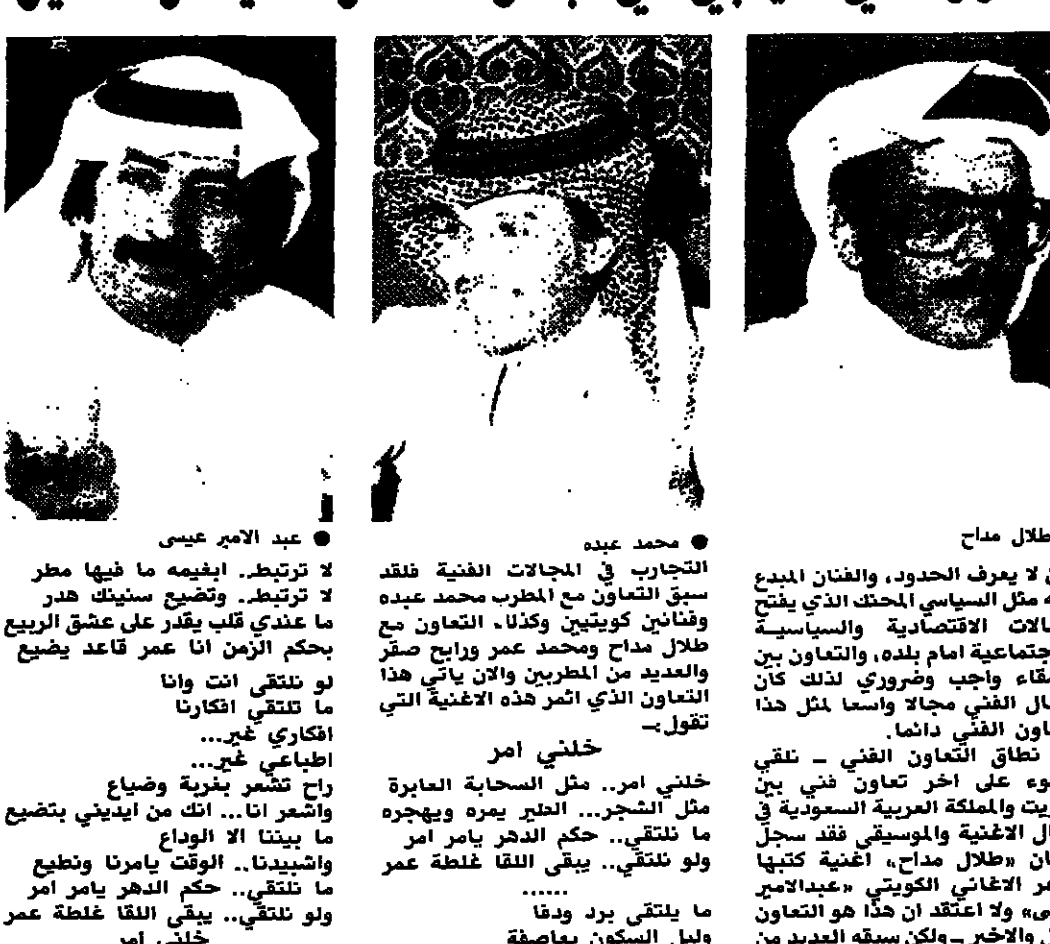 طلال مداح
لا يعرف الحدود، والفنان المبدع
مثل السياسي المحنك الذي يفتح
الاقتصادية والسياسية
امام بلده، والتعاون بين
واجب وضروري لذلك كان
الفني مجالا واسعا لمثل هذا
الفني دائما.
نطاق التعاون الفني ــ نلقي
على اخر تعاون فني بين
والمملكة العربية السعودية في
الاغنية والموسيقى فقد سجل
«طلال مداح» اغنية كتبها
الاغاني الكويتي «عبدالامير
ولا اعتقد ان هذا هو التعاون
والاخير ــ ولكن سبقه العديد من
● محمد عبده
التجارب في المجالات الفنية فلقد
سبق التعاون مع المطرب محمد عبده
وفنانين كويتيين وكذلك التعاون مع
طلال مداح ومحمد عمر ورابح صقر
والعديد من المطربين والان ياتي هذا
التعاون الذي اثمر هذه الاغنية التي
تقول:ــ
خلني امر
خلني امر.. مثل السحابة العابرة
مثل الشجر... الطير يمره ويهجره
ما نلتقي.. حكم الدهر يامر امر
ولو نلتقي.. يبقى اللقا غلطة عمر
......
ما يلتقى برد ودفا
وليل السكون بعاصفة
● عبد الامير عيسى
لا ترتبط.. ابغيمه ما فيها مطر
لا ترتبط.. وتضيع سنينك هدر
ما عندي قلب يقدر على عشق الربيع
بحكم الزمن انا عمر قاعد يضيع
لو نلتقي انت وانا
ما تلتقي افكارنا
افكاري غير...
اطباعي غير...
راح تشعر بغربة وضياع
واشعر انا... انك من ايديني بتضيع
ما بيننا الا الوداع
واشبيدنا.. الوقت يامرنا ونطيع
ما نلتقي.. حكم الدهر يامر امر
ولو نلتقي.. يبقى اللقا غلطة عمر
خلني امر